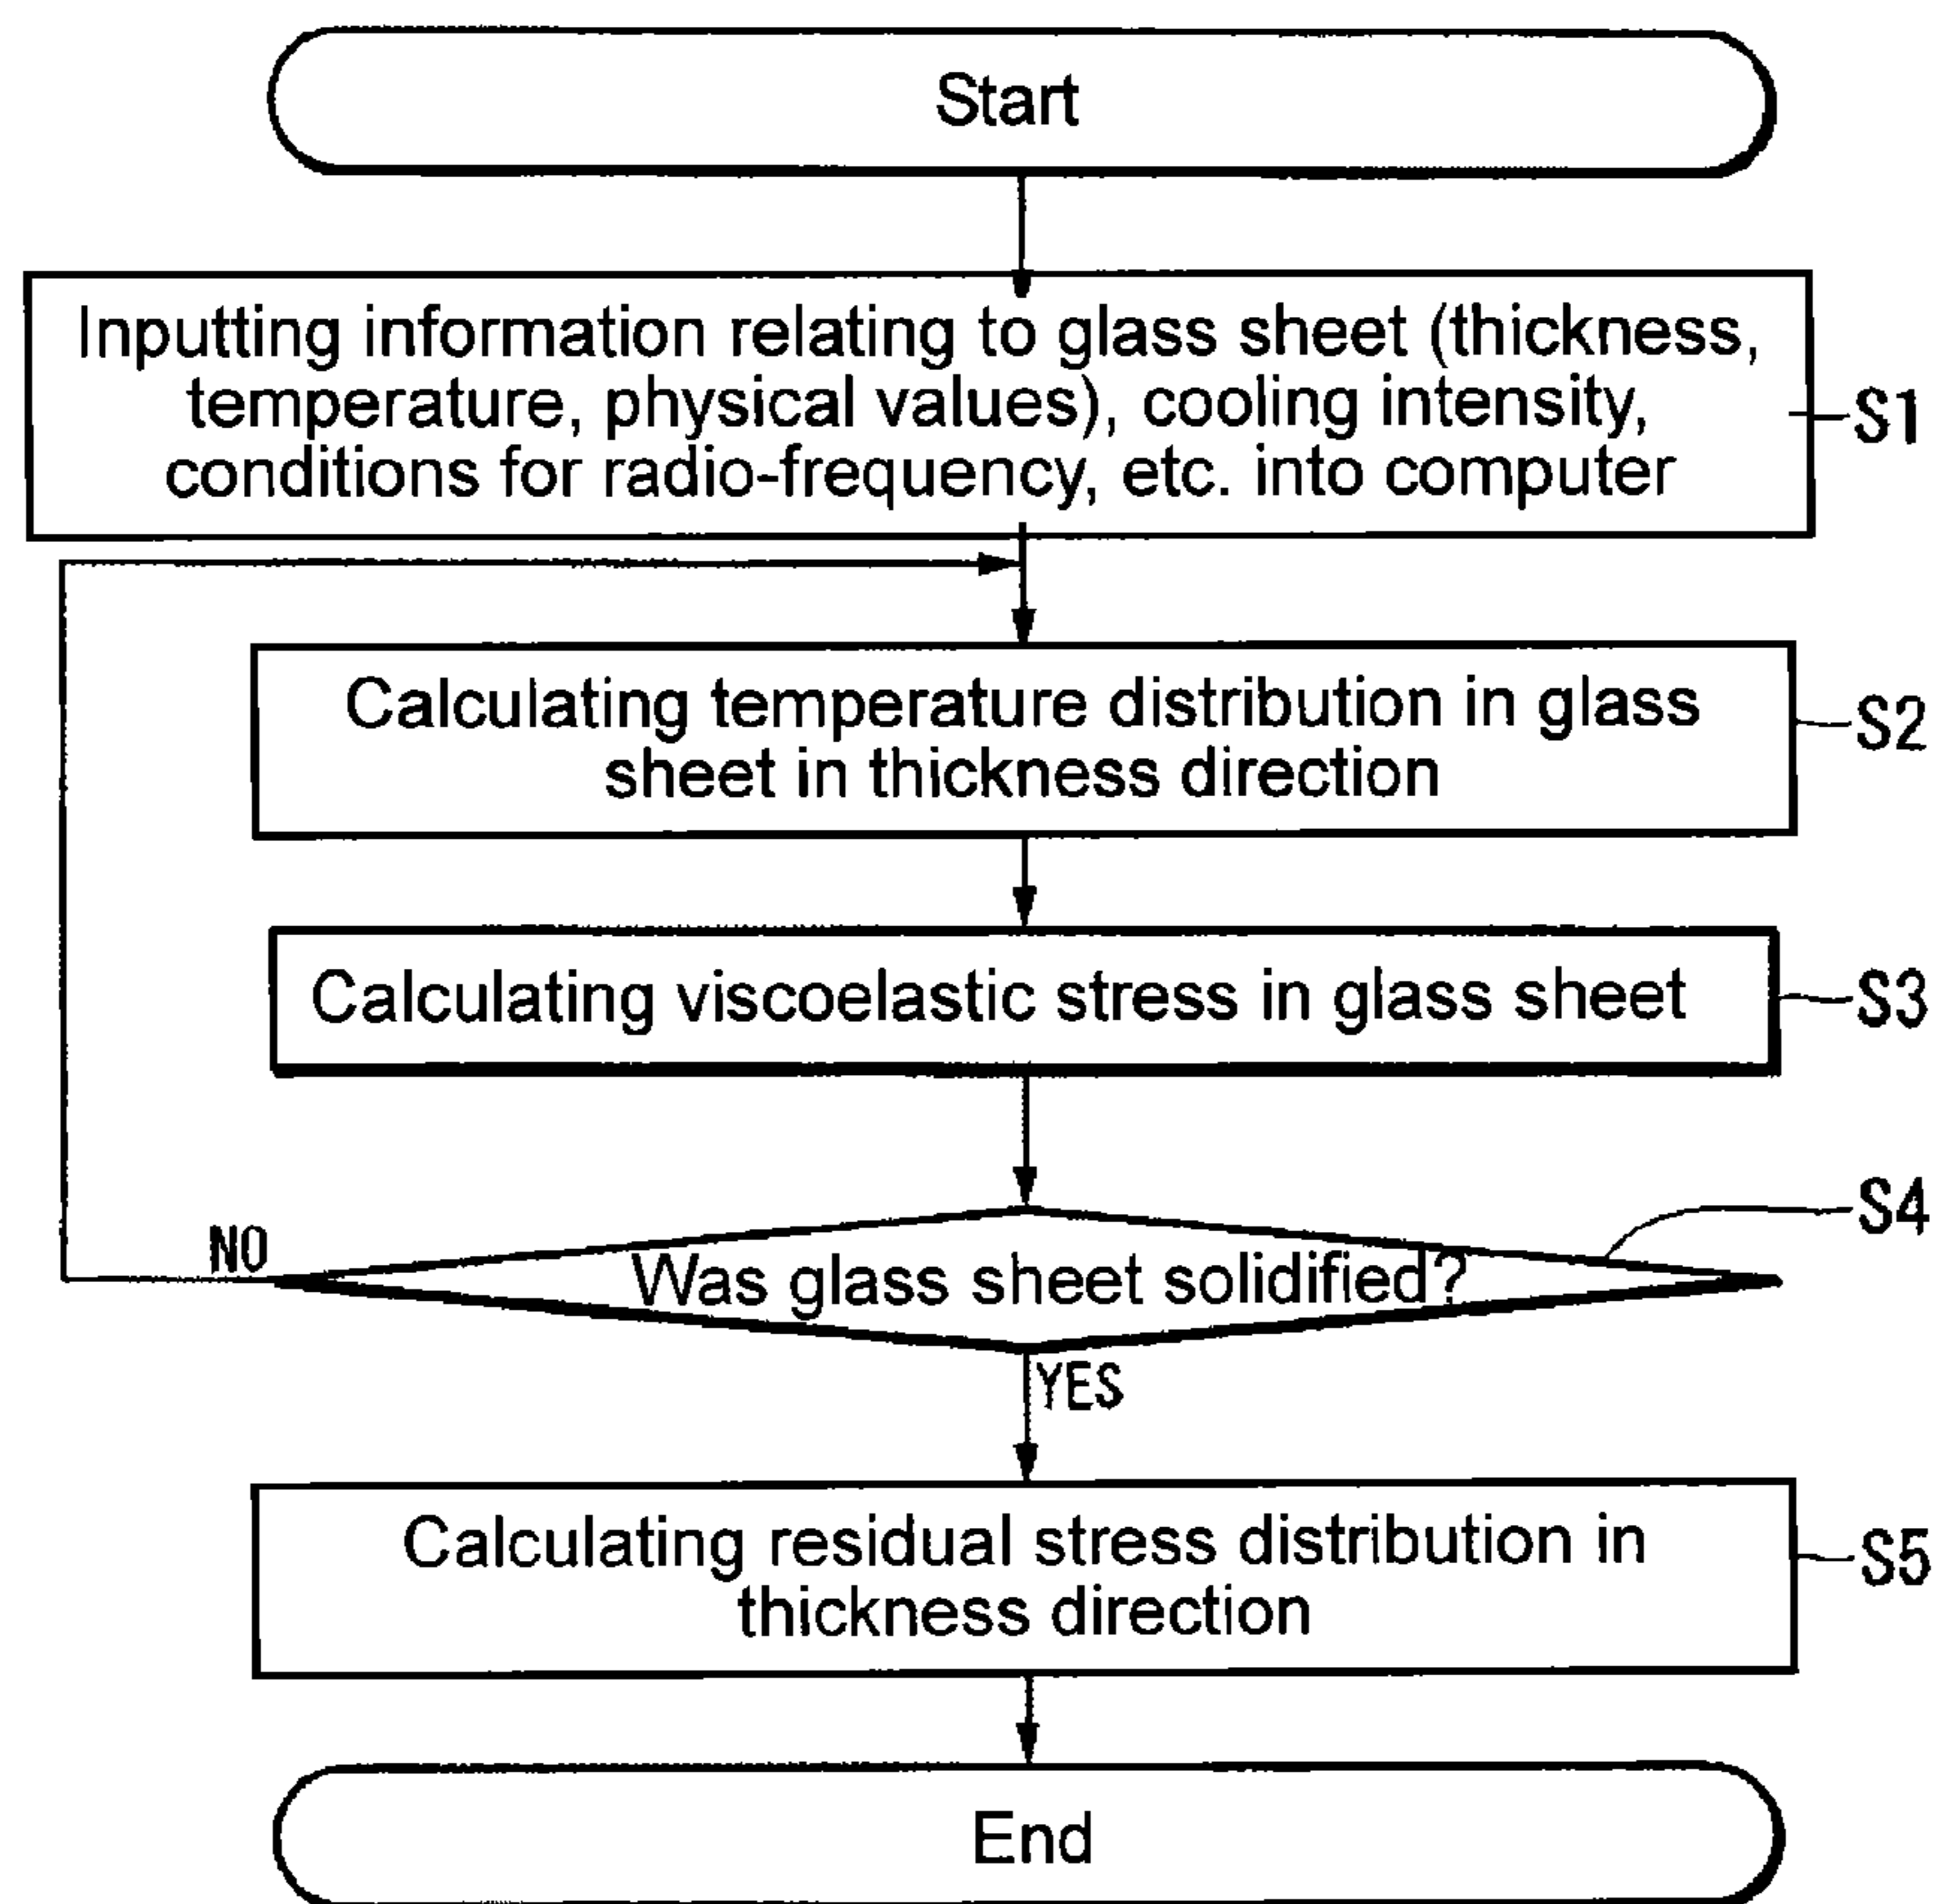 Start
Inputting information relating to glass sheet (thickness,
temperature, physical values), cooling intensity,
conditions for radio-frequency, etc. into computer
S1
Calculating temperature distribution in glass
sheet in thickness direction
S2
Calculating viscoelastic stress in glass sheet
S3
S4
NO
Was glass sheet solidified?
YES
Calculating residual stress distribution in
thickness direction
S5
End